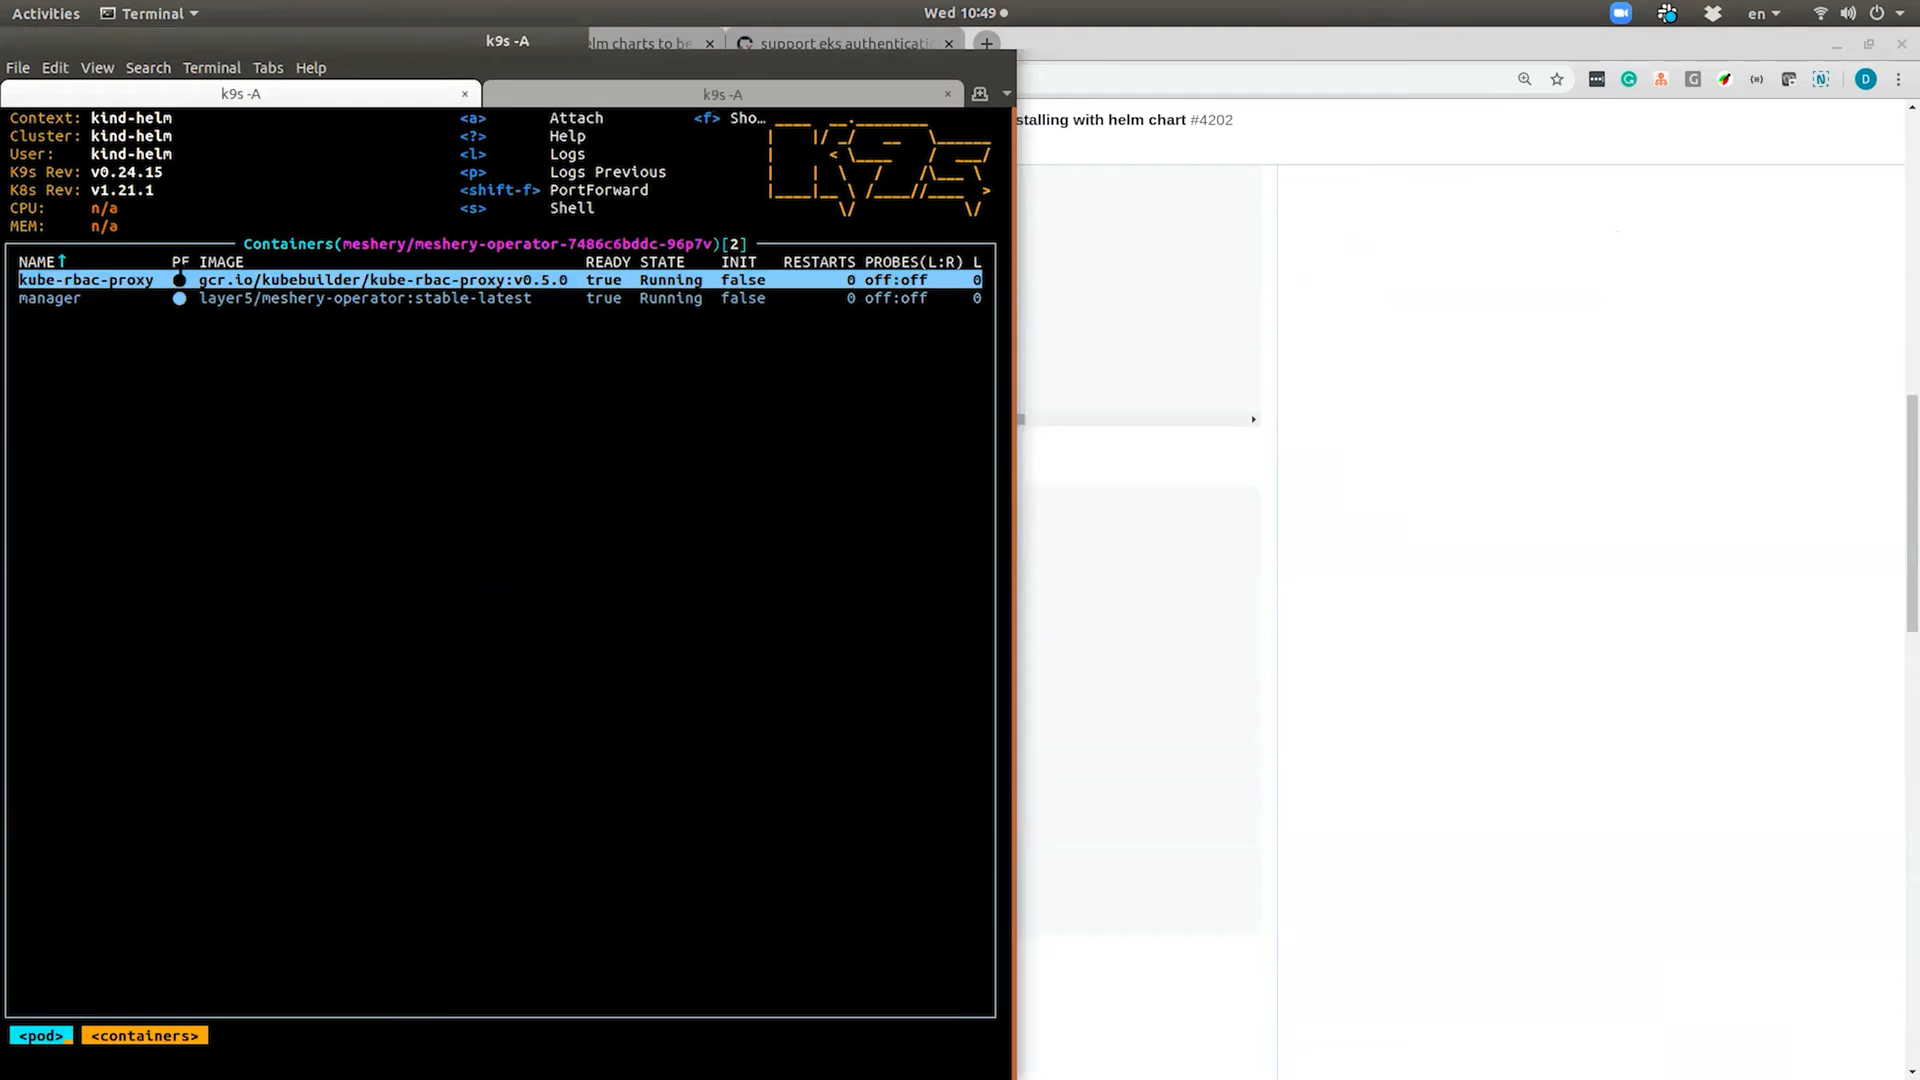 Activities Terminal Wed 10:49 en
k9s -A elm charts to be support eks authenticati
File Edit View Search Terminal Tabs Help
k9s -A k9s -A
D
stalling with helm chart #4202
Context: kind-helm <a> Attach <f> Sho…
Cluster: kind-helm <?> Help
User: kind-helm <l> Logs
K9s Rev: v0.24.15 <p> Logs Previous
K8s Rev: v1.21.1 <shift-f> PortForward
CPU: n/a <s> Shell
MEM: n/a
Containers(meshery/meshery-operator-7486c6bddc-96p7v)[2]
NAME↑ PF IMAGE READY STATE INIT RESTARTS PROBES(L:R) L
kube-rbac-proxy ● gcr.io/kubebuilder/kube-rbac-proxy:v0.5.0 true Running false 0 off:off 0
manager ● layer5/meshery-operator:stable-latest true Running false 0 off:off 0
<pod> <containers>